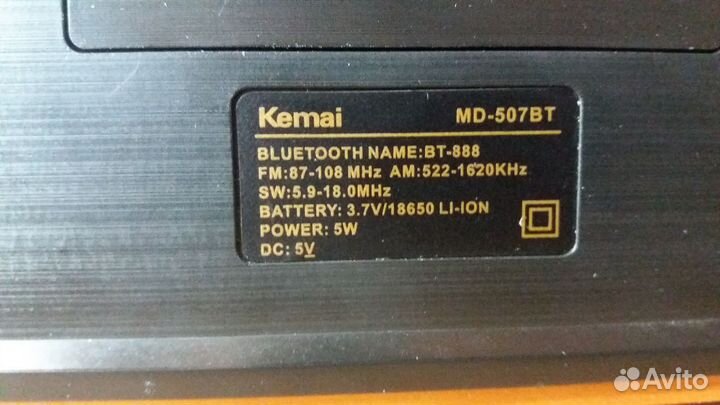 Kemai MD-507BT
BLUETOOTH NAME:BT-888
FM:87-108 MHz AM:522-1620KHz
SW:5.9-18.0MHz
BATTERY: 3.7V/18650 LI-ION
POWER: 5W
DC: 5V
Avito